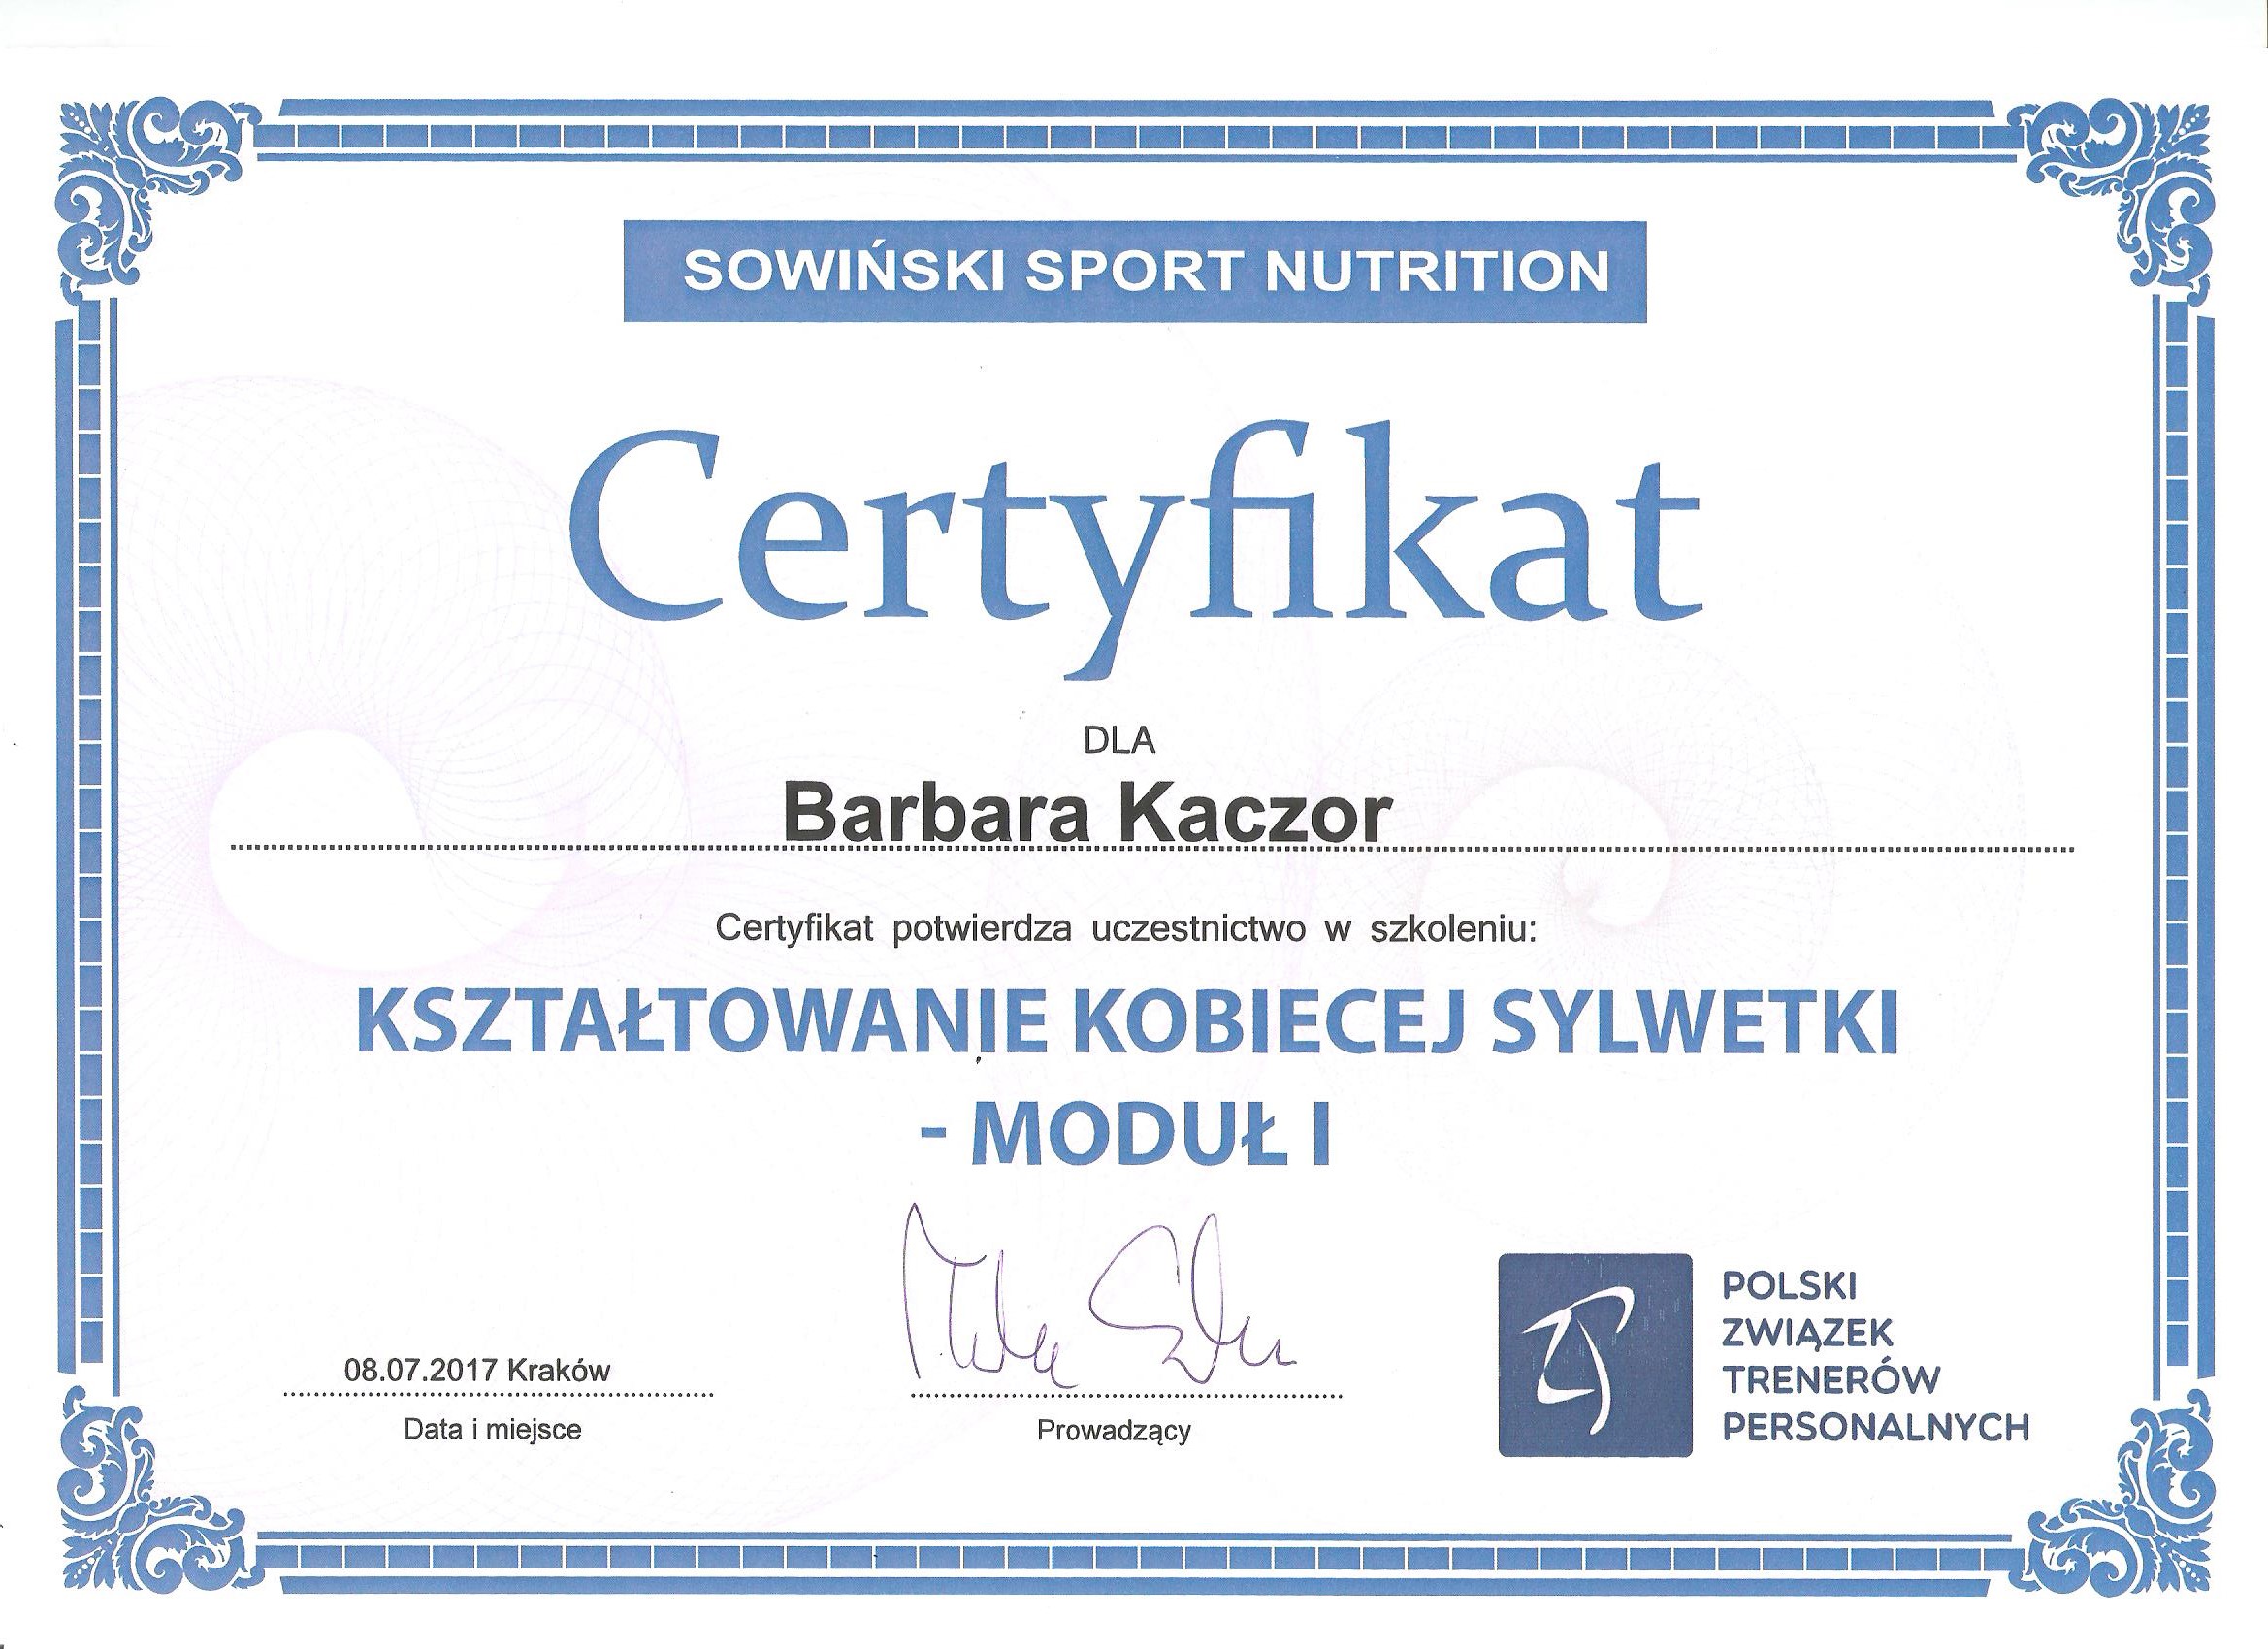 SOWIŃSKI SPORT NUTRITION
Certyfikat
DLA
Barbara Kaczor
Certyfikat potwierdza uczestnictwo w szkoleniu:
KSZTAŁTOWANIE KOBIECEJ SYLWETKI
- MODUŁ I
08.07.2017 Kraków
Data i miejsce
Prowadzący
POLSKI
ZWIĄZEK
TRENERÓW
PERSONALNYCH